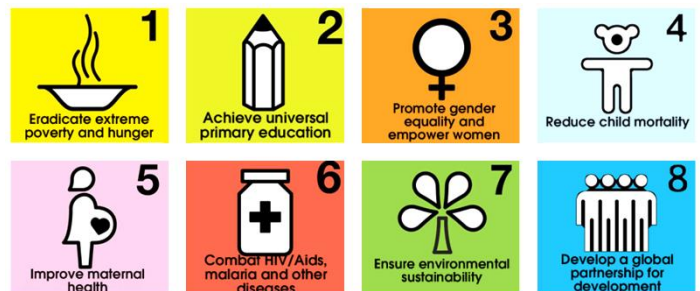 1
Eradicate extreme
poverty and hunger
2
Achieve universal
primary education
3
Promote gender
equality and
empower women
4
Reduce child mortality
5
Improve maternal
health
6
Combat HIV/Aids,
malaria and other
diseases
7
Ensure environmental
sustainability
8
Develop a global
partnership for
development